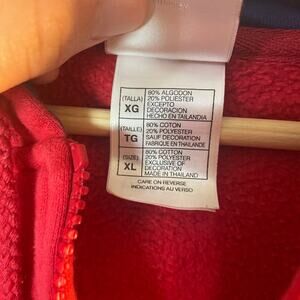 (TALLA)
XG
80% ALGODON
20% POLIESTER
EXCEPTO
DECORACION
HECHO EN TAILANDIA
(TAILLE)
TG
80% COTON
20% POLYESTER
SAUF DECORATION
FABRIQUE EN THAILANDE
(SIZE)
XL
80% COTTON
20% POLYESTER
EXCLUSIVE OF
DECORATION
MADE IN THAILAND
CARE ON REVERSE
INDICATIONS AU VERSO